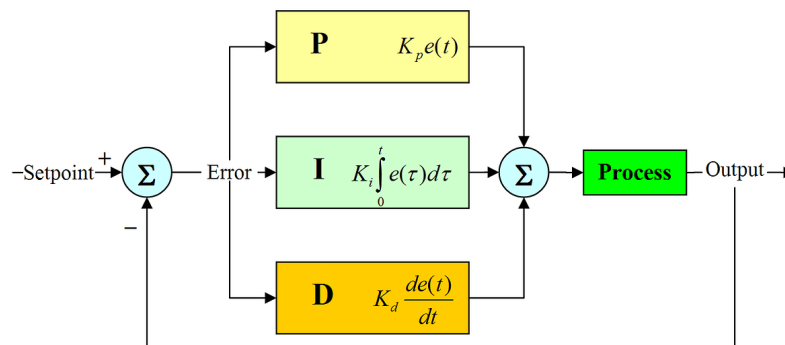 P K_p e(t)
Setpoint
+
Σ
−
Error
I K_i ∫_0^t e(τ)dτ
Σ
Process
Output
D K_d de(t)/dt